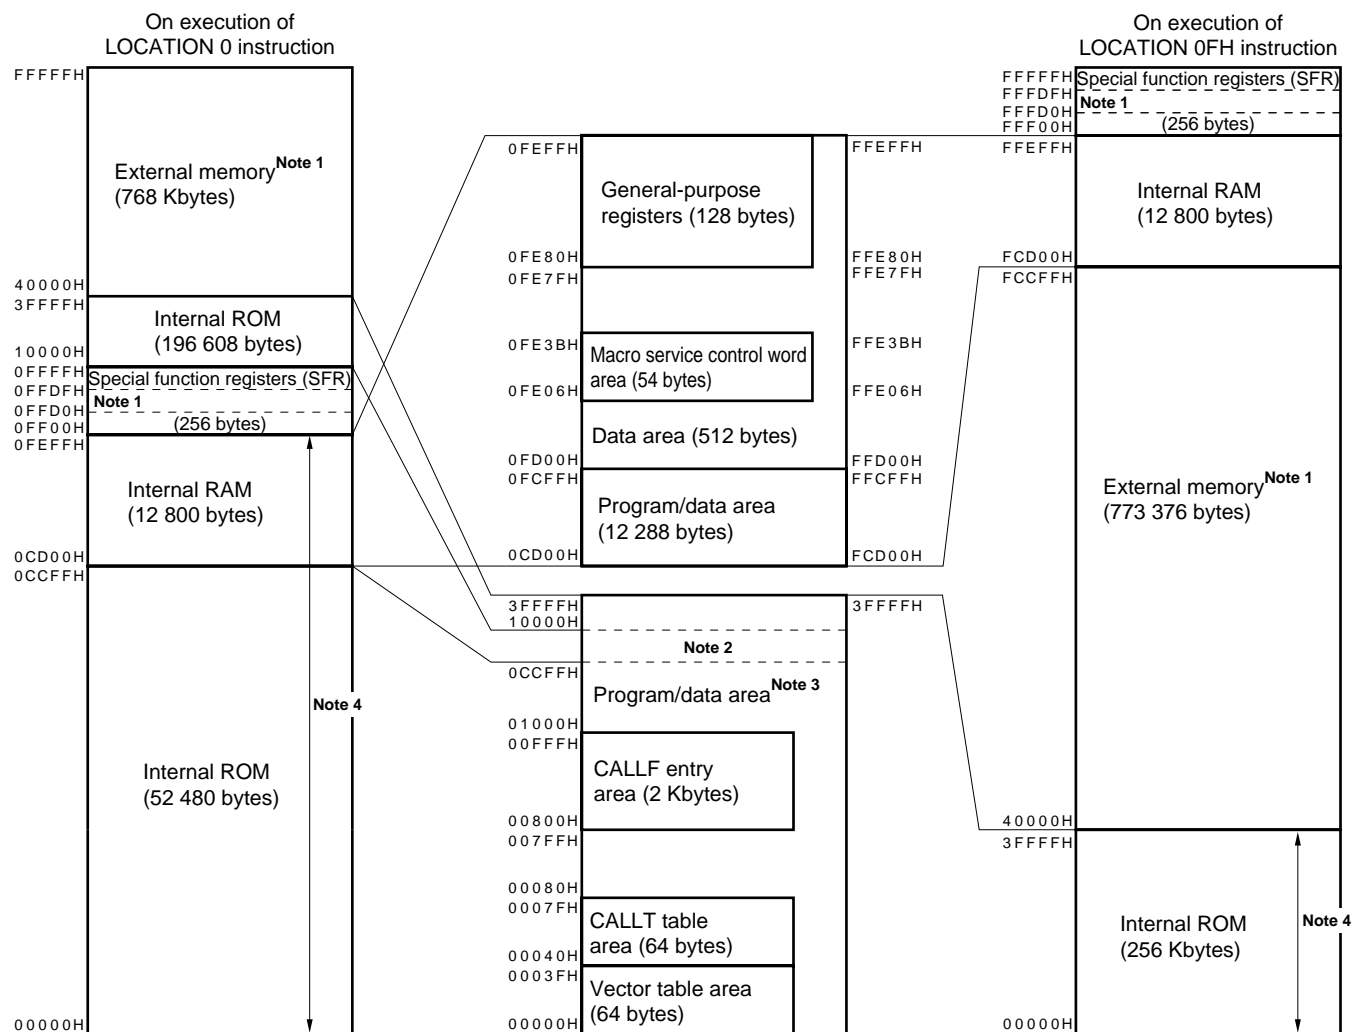 On execution of
LOCATION 0 instruction
FFFFFH
External memory Note 1
(768 Kbytes)
40000H
3FFFFH
Internal ROM
(196 608 bytes)
10000H
0FFFFH
Special function registers (SFR)
0FFDFH
Note 1
0FFD0H
0FF00H
(256 bytes)
0FEFFH
Internal RAM
(12 800 bytes)
0CD00H
0CCFFH
Note 4
Internal ROM
(52 480 bytes)
00000H
0FEFFH
FFEFFH
General-purpose
registers (128 bytes)
0FE80H
FFE80H
0FE7FH
FFE7FH
0FE3BH
FFE3BH
Macro service control word
area (54 bytes)
0FE06H
FFE06H
Data area (512 bytes)
0FD00H
FFD00H
0FCFFH
FFCFFH
Program/data area
(12 288 bytes)
0CD00H
FCD00H
3FFFFH
3FFFFH
10000H
Note 2
0CCFFH
Program/data area Note 3
01000H
00FFFH
CALLF entry
area (2 Kbytes)
00800H
007FFH
00080H
0007FH
CALLT table
area (64 bytes)
00040H
0003FH
Vector table area
(64 bytes)
00000H
On execution of
LOCATION 0FH instruction
FFFFFH
Special function registers (SFR)
FFFDFH
Note 1
FFFD0H
FFF00H
(256 bytes)
FFEFFH
Internal RAM
(12 800 bytes)
FCD00H
FCCFFH
External memory Note 1
(773 376 bytes)
40000H
3FFFFH
Internal ROM
(256 Kbytes)
Note 4
00000H